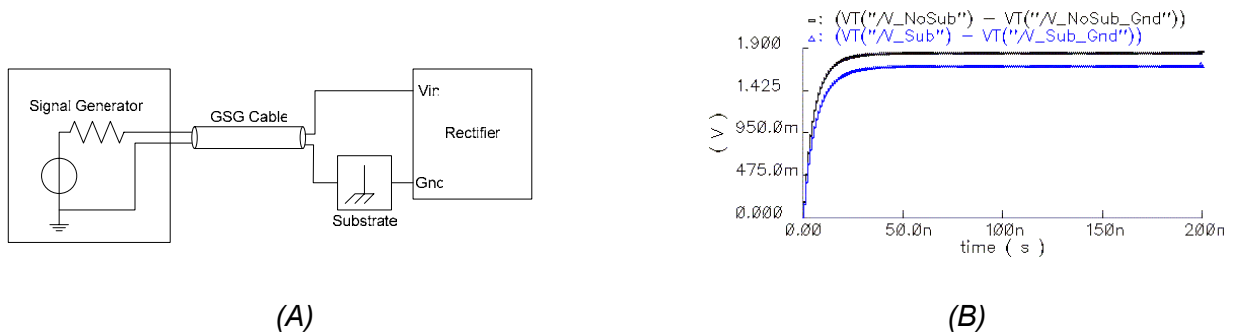 Signal Generator
GSG Cable
Vin
Rectifier
Gnd
Substrate
(A)
-: (VT("/V_NoSub") - VT("/V_NoSub_Gnd"))
▵: (VT("/V_Sub") - VT("/V_Sub_Gnd"))
1.900
1.425
950.0m
475.0m
0.000
( V )
0.00 50.0n 100n 150n 200n
time ( s )
(B)